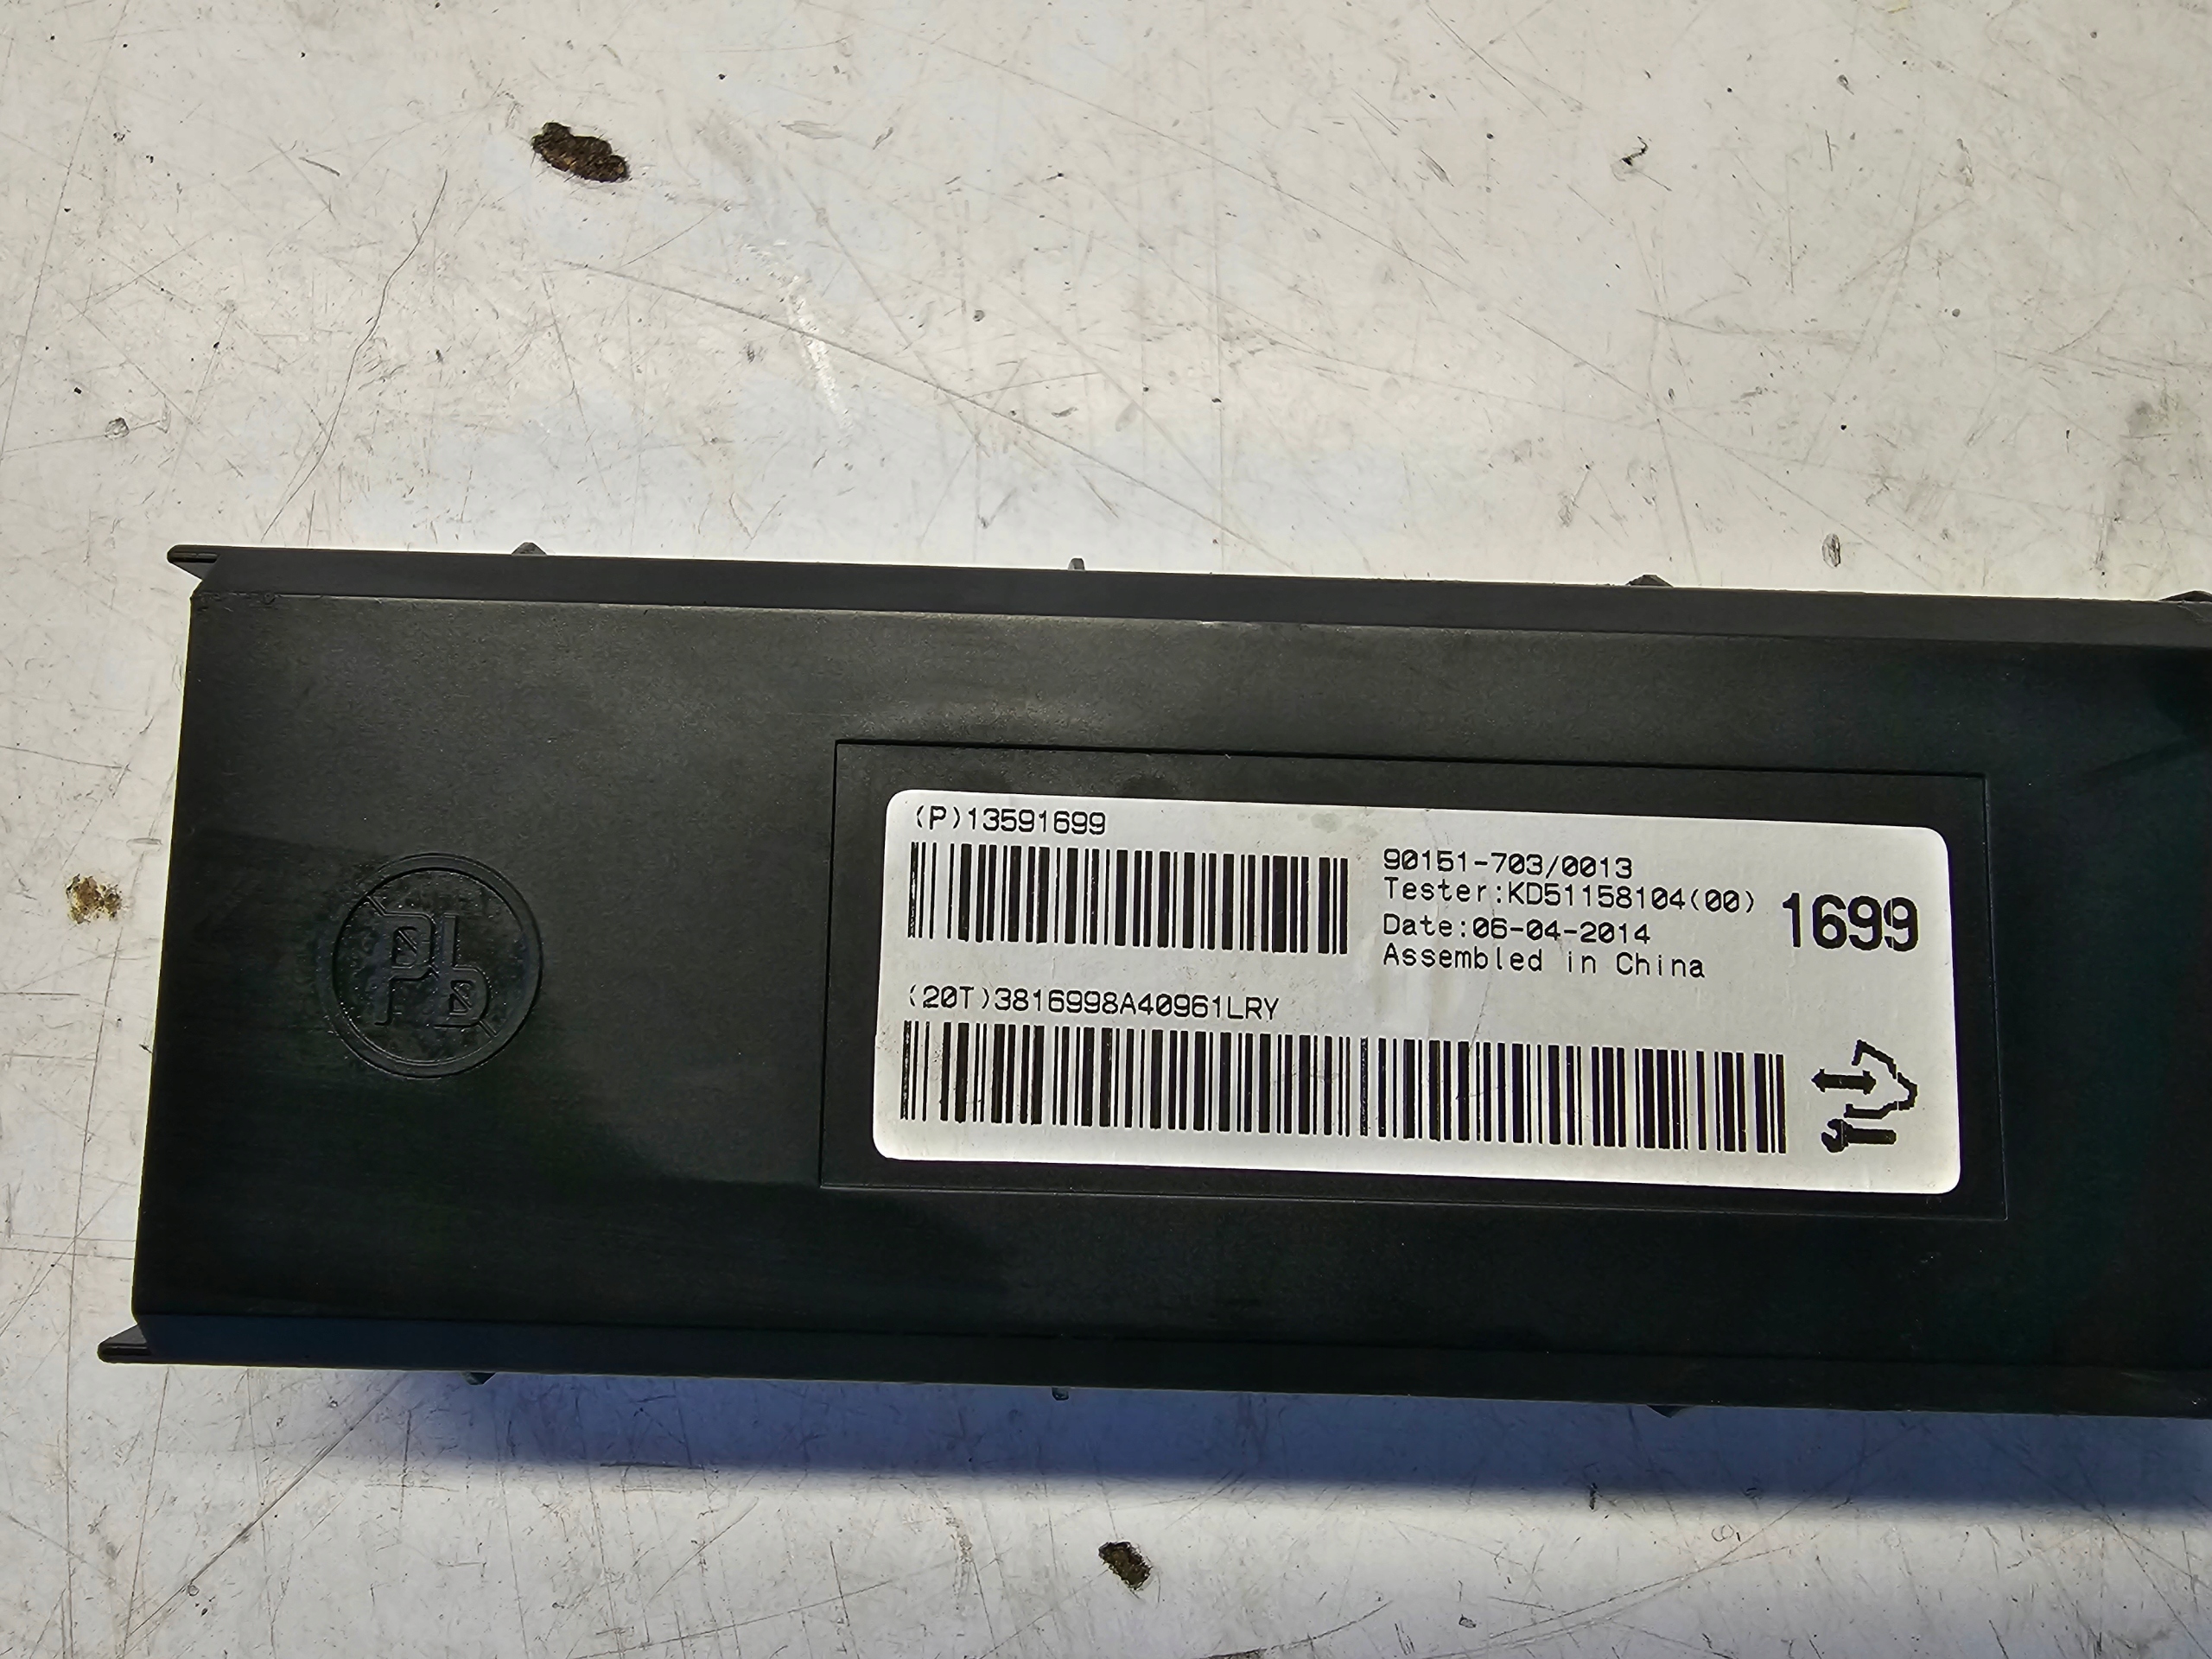 (P)13591699
90151-703/0013
Tester:KD51158104(00)
Date:06-04-2014
Assembled in China
1699
(20T)3816998A40961LRY
Pb